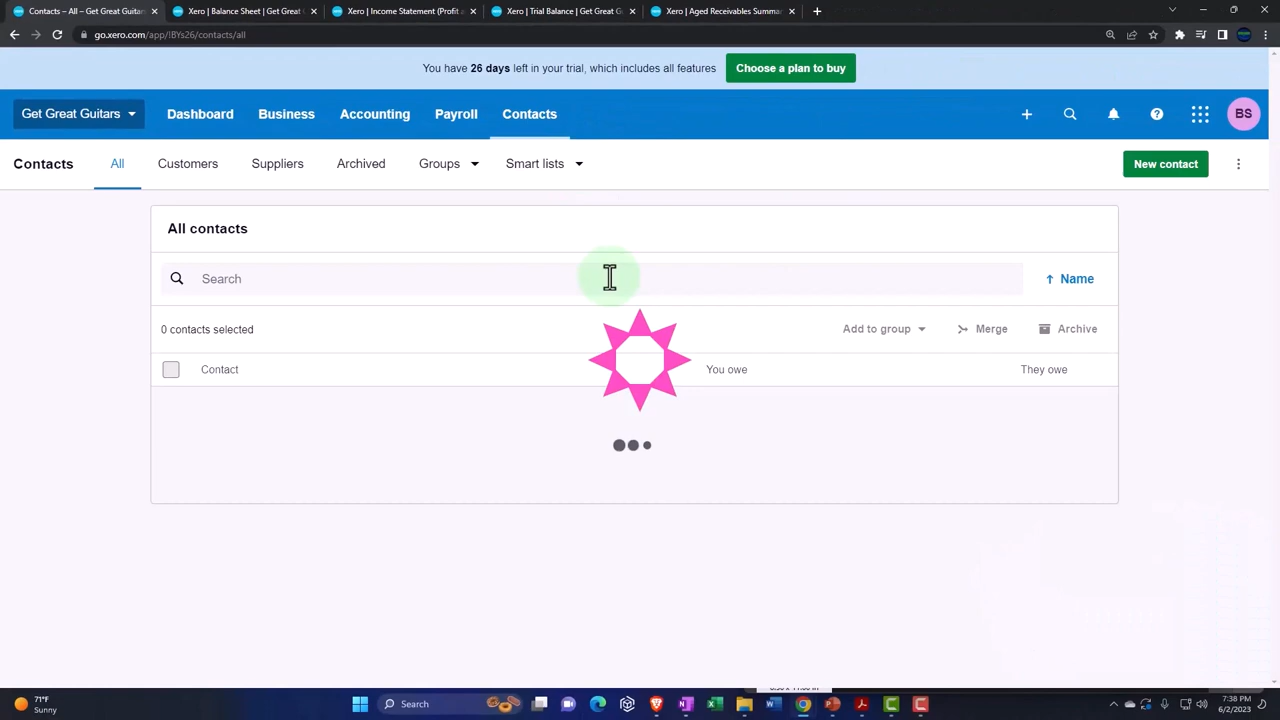 Contacts – All – Get Great Guit
Xero | Balance Sheet | Get Great G
Xero | Income Statement (Profit a
Xero | Trial Balance | Get Great Gu
Xero | Aged Receivables Summar
go.xero.com/app/!BYs26/contacts/all
You have 26 days left in your trial, which includes all features
Choose a plan to buy
Get Great Guitars
Dashboard
Business
Accounting
Payroll
Contacts
BS
Contacts
All
Customers
Suppliers
Archived
Groups
Smart lists
New contact
All contacts
Search
Name
0 contacts selected
Add to group
Merge
Archive
Contact
You owe
They owe
71°F
Sunny
Search
7:38 PM
6/2/2023